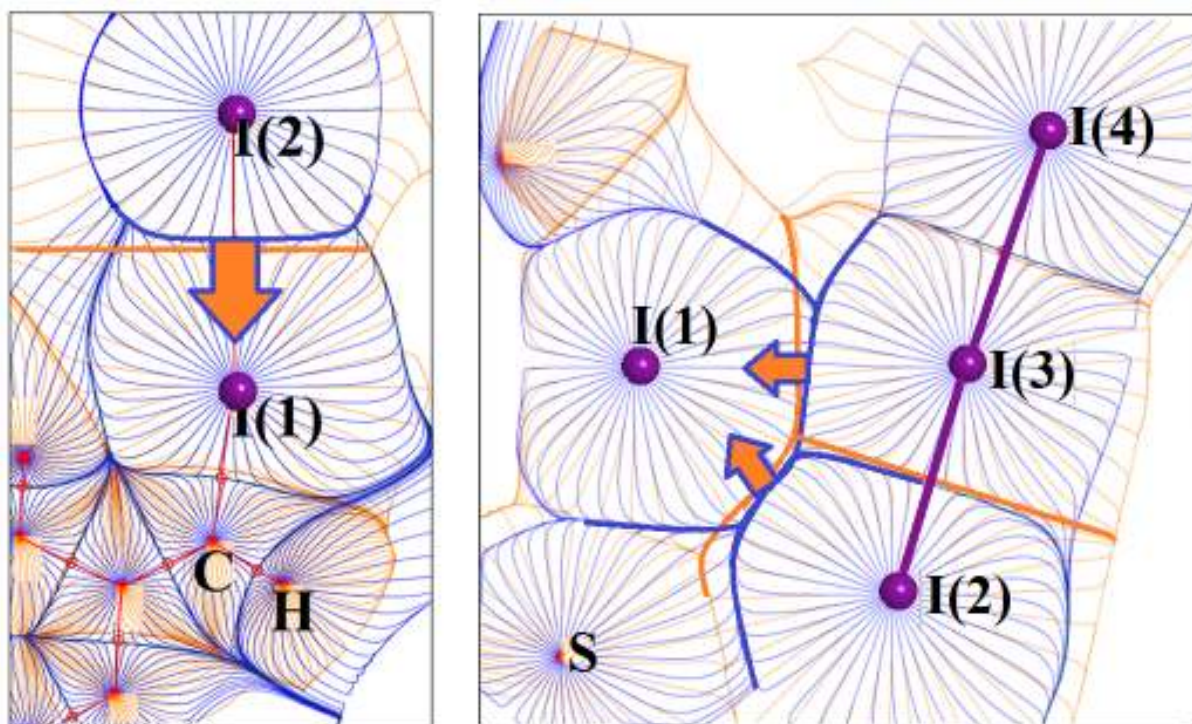 I(2)
I(1)
C
H
I(4)
I(1)
I(3)
I(2)
S